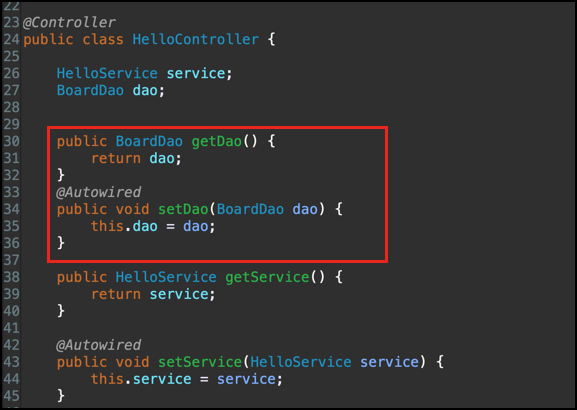 22
23 @Controller
24 public class HelloController {
25
26     HelloService service;
27     BoardDao dao;
28
29
30     public BoardDao getDao() {
31         return dao;
32     }
33     @Autowired
34     public void setDao(BoardDao dao) {
35         this.dao = dao;
36     }
37
38     public HelloService getService() {
39         return service;
40     }
41
42     @Autowired
43     public void setService(HelloService service) {
44         this.service = service;
45     }